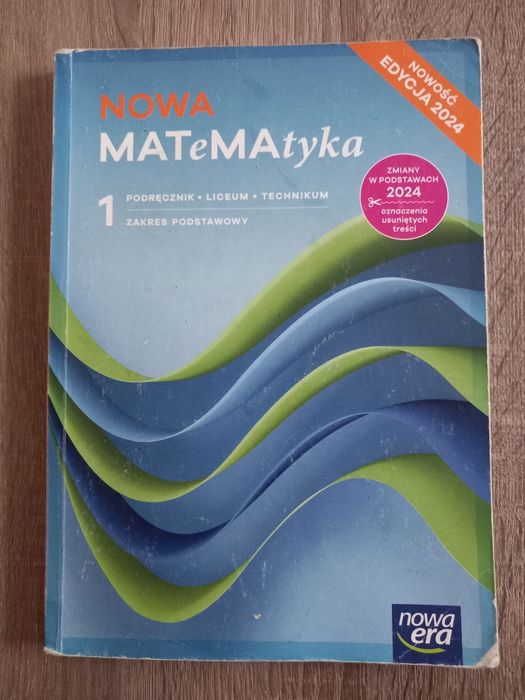 NOWOŚĆ
EDYCJA 2024
NOWA
MATeMAtyka
1
PODRĘCZNIK • LICEUM • TECHNIKUM
ZAKRES PODSTAWOWY
ZMIANY
W PODSTAWACH
2024
oznaczenia
usuniętych
treści
nowa
era